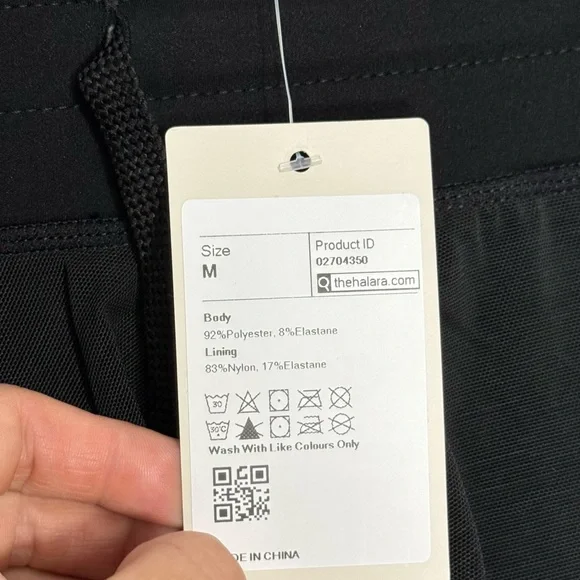 Size
M
Product ID
02704350
thehalara.com
Body
92%Polyester, 8%Elastane
Lining
83%Nylon, 17%Elastane
30
30°C
Wash With Like Colours Only
DE IN CHINA